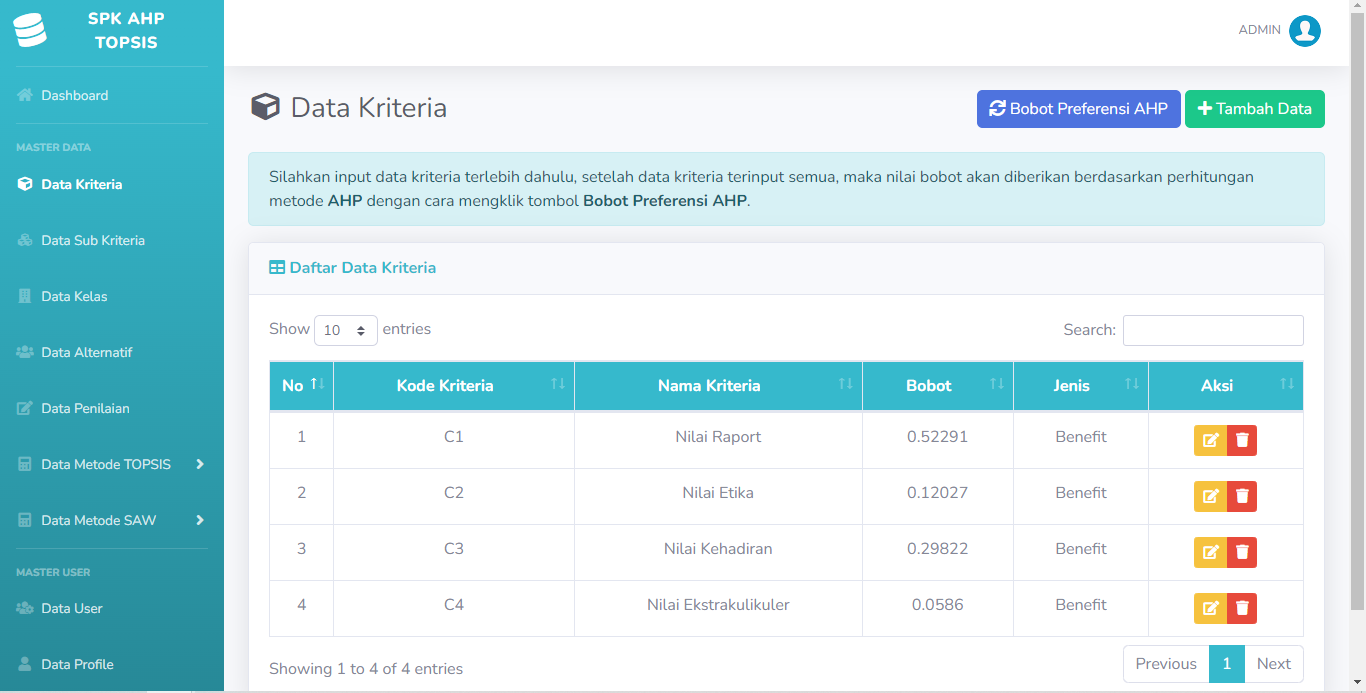 SPK AHP
TOPSIS
ADMIN
Dashboard
MASTER DATA
Data Kriteria
Data Sub Kriteria
Data Kelas
Data Alternatif
Data Penilaian
Data Metode TOPSIS
Data Metode SAW
MASTER USER
Data User
Data Profile
Data Kriteria
Bobot Preferensi AHP
Tambah Data
Silahkan input data kriteria terlebih dahulu, setelah data kriteria terinput semua, maka nilai bobot akan diberikan berdasarkan perhitungan
metode AHP dengan cara mengklik tombol Bobot Preferensi AHP.
Daftar Data Kriteria
Show 10 entries
Search:
No Kode Kriteria Nama Kriteria Bobot Jenis Aksi
1 C1 Nilai Raport 0.52291 Benefit
2 C2 Nilai Etika 0.12027 Benefit
3 C3 Nilai Kehadiran 0.29822 Benefit
4 C4 Nilai Ekstrakulikuler 0.0586 Benefit
Showing 1 to 4 of 4 entries
Previous 1 Next